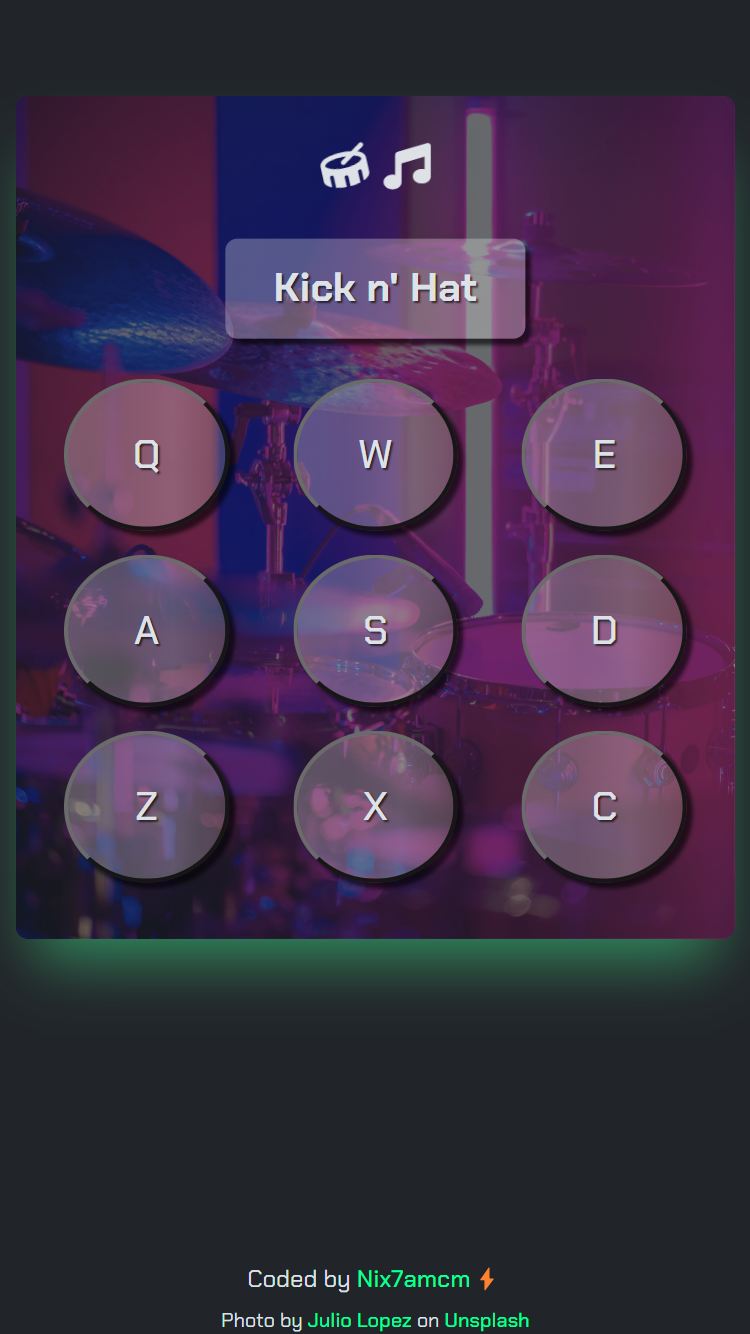 Kick n' Hat
Q W E
A S D
Z X C
Coded by Nix7amcm
Photo by Julio Lopez on Unsplash